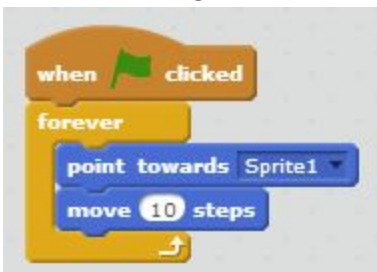 when clicked
forever
point towards Sprite1
move 10 steps